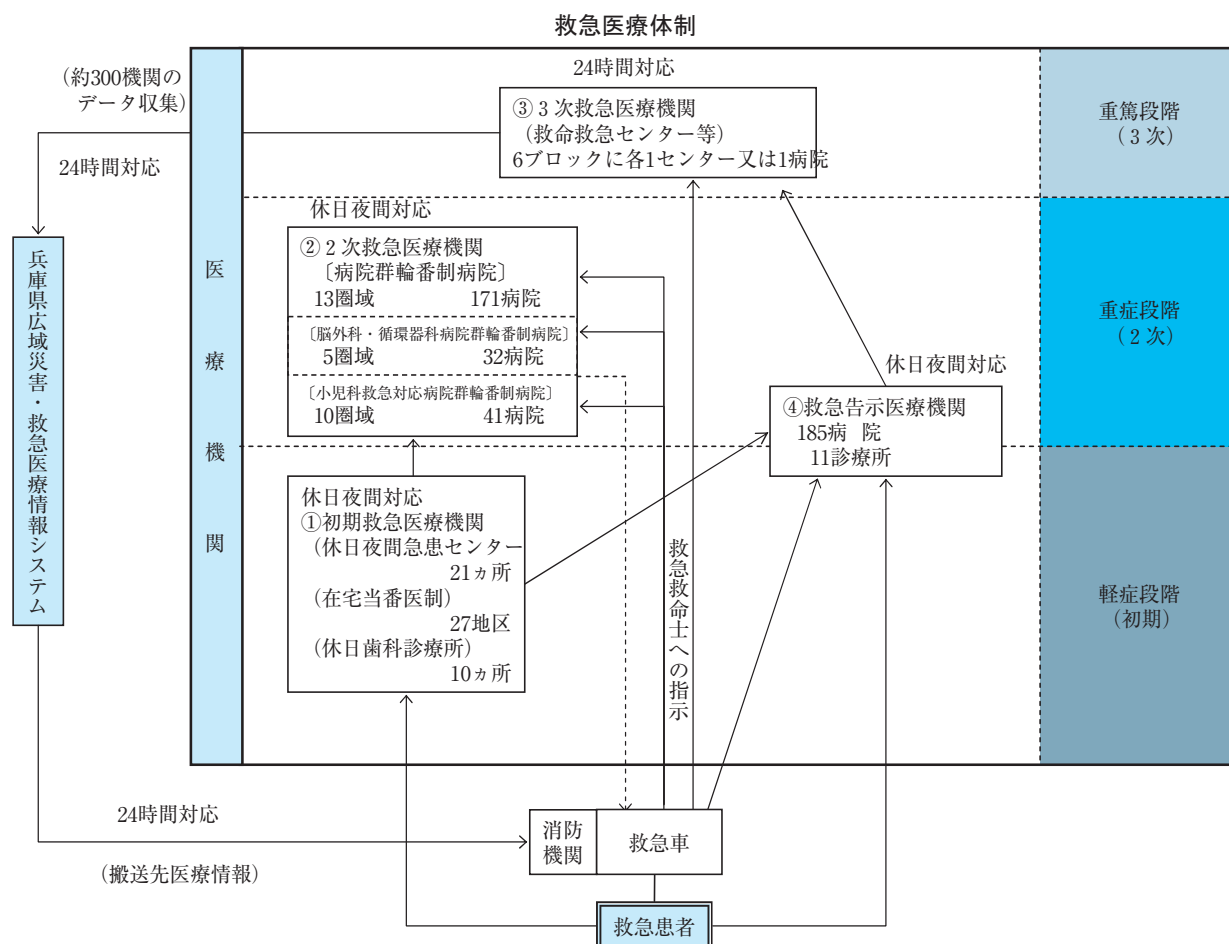 救急医療体制
(約300機関の
データ収集)
24時間対応
兵庫県広域災害・救急医療情報システム
24時間対応
(搬送先医療情報)
医療機関
24時間対応
③３次救急医療機関
(救命救急センター等)
6ブロックに各1センター又は1病院
休日夜間対応
②２次救急医療機関
〔病院群輪番制病院〕
13圏域 171病院
〔脳外科・循環器科病院群輪番制病院〕
5圏域 32病院
〔小児科救急対応病院群輪番制病院〕
10圏域 41病院
休日夜間対応
④救急告示医療機関
185病 院
11診療所
休日夜間対応
①初期救急医療機関
(休日夜間急患センター
21ヵ所
(在宅当番医制)
27地区
(休日歯科診療所)
10ヵ所
救急救命士への指示
重篤段階
(３次)
重症段階
(２次)
軽症段階
(初期)
消防
機関
救急車
救急患者